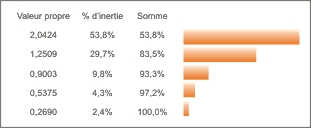 Valeur propre % d'inertie Somme
2,0424 53,8% 53,8%
1,2509 29,7% 83,5%
0,9003 9,8% 93,3%
0,5375 4,3% 97,2%
0,2690 2,4% 100,0%